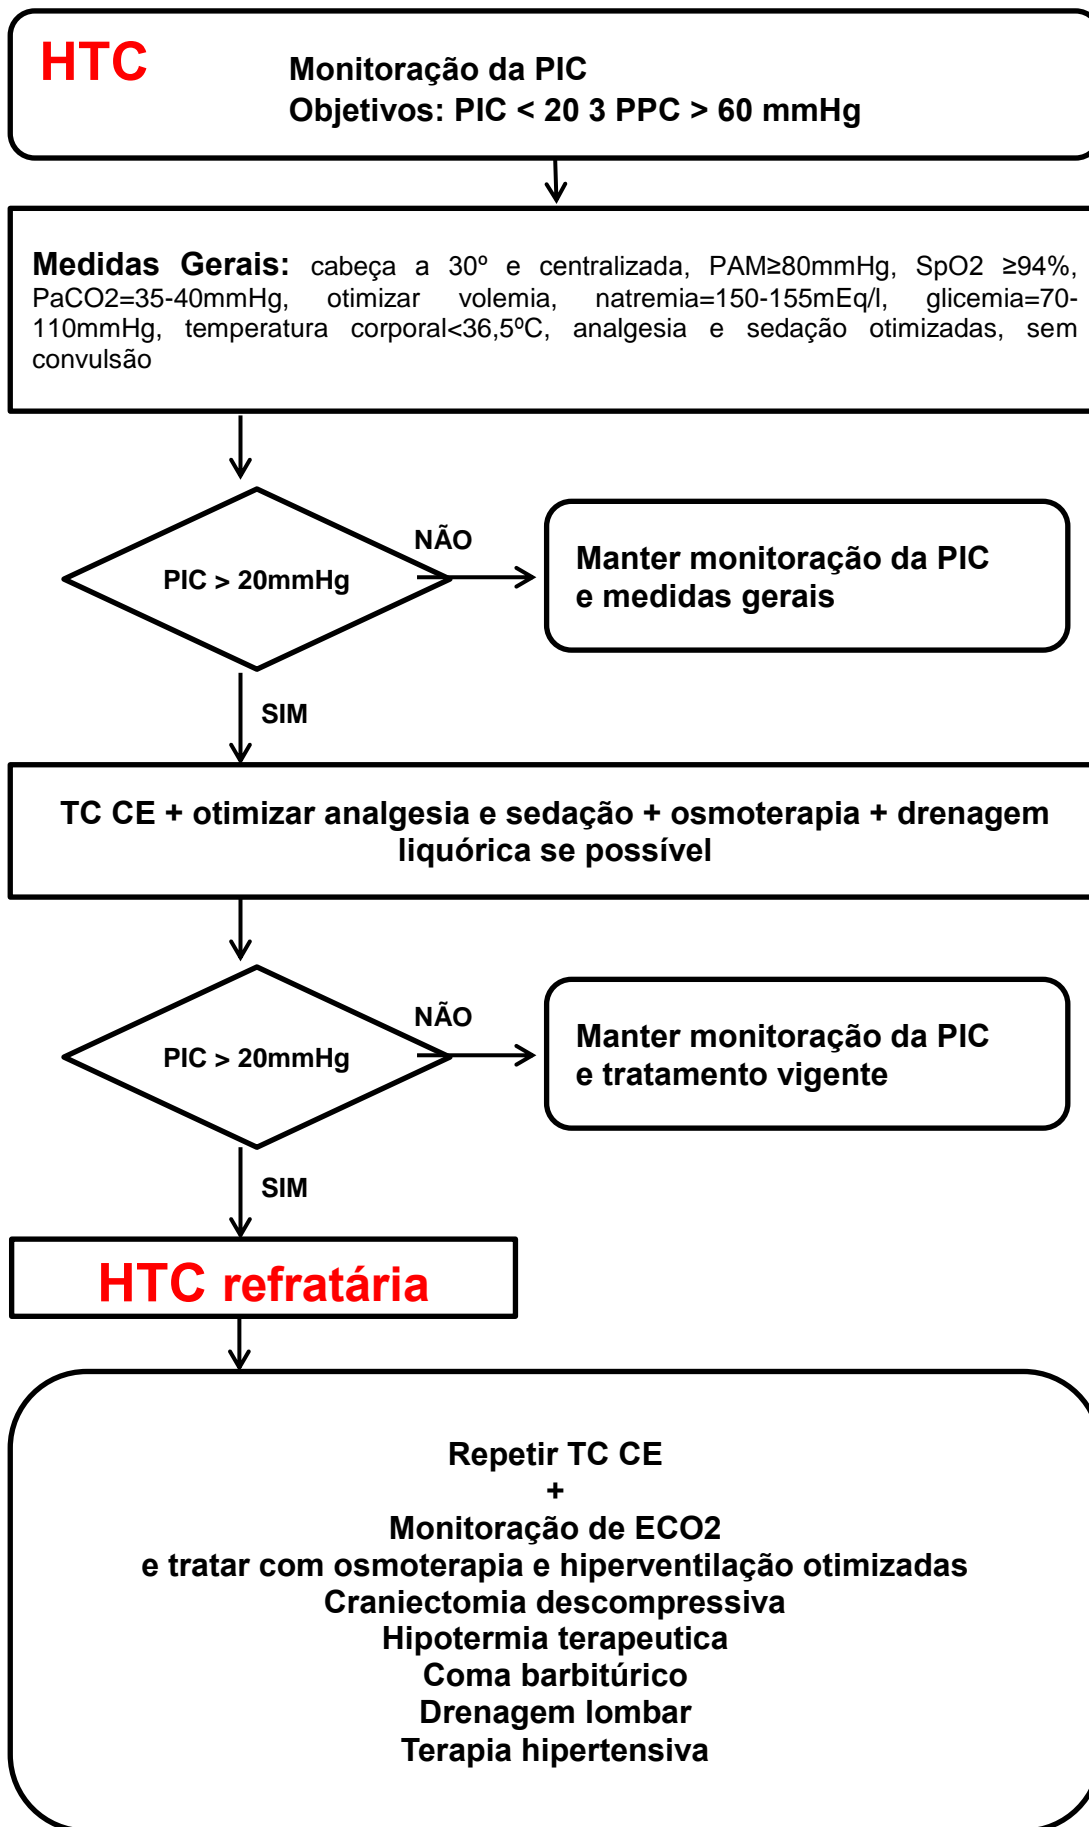 HTC
Monitoração da PIC
Objetivos: PIC < 20 3 PPC > 60 mmHg
Medidas Gerais: cabeça a 30º e centralizada, PAM≥80mmHg, SpO2 ≥94%,
PaCO2=35-40mmHg, otimizar volemia, natremia=150-155mEq/l, glicemia=70-
110mmHg, temperatura corporal<36,5ºC, analgesia e sedação otimizadas, sem
convulsão
PIC > 20mmHg
NÃO
Manter monitoração da PIC
e medidas gerais
SIM
TC CE + otimizar analgesia e sedação + osmoterapia + drenagem
liquórica se possível
PIC > 20mmHg
NÃO
Manter monitoração da PIC
e tratamento vigente
SIM
HTC refratária
Repetir TC CE
+
Monitoração de ECO2
e tratar com osmoterapia e hiperventilação otimizadas
Craniectomia descompressiva
Hipotermia terapeutica
Coma barbitúrico
Drenagem lombar
Terapia hipertensiva